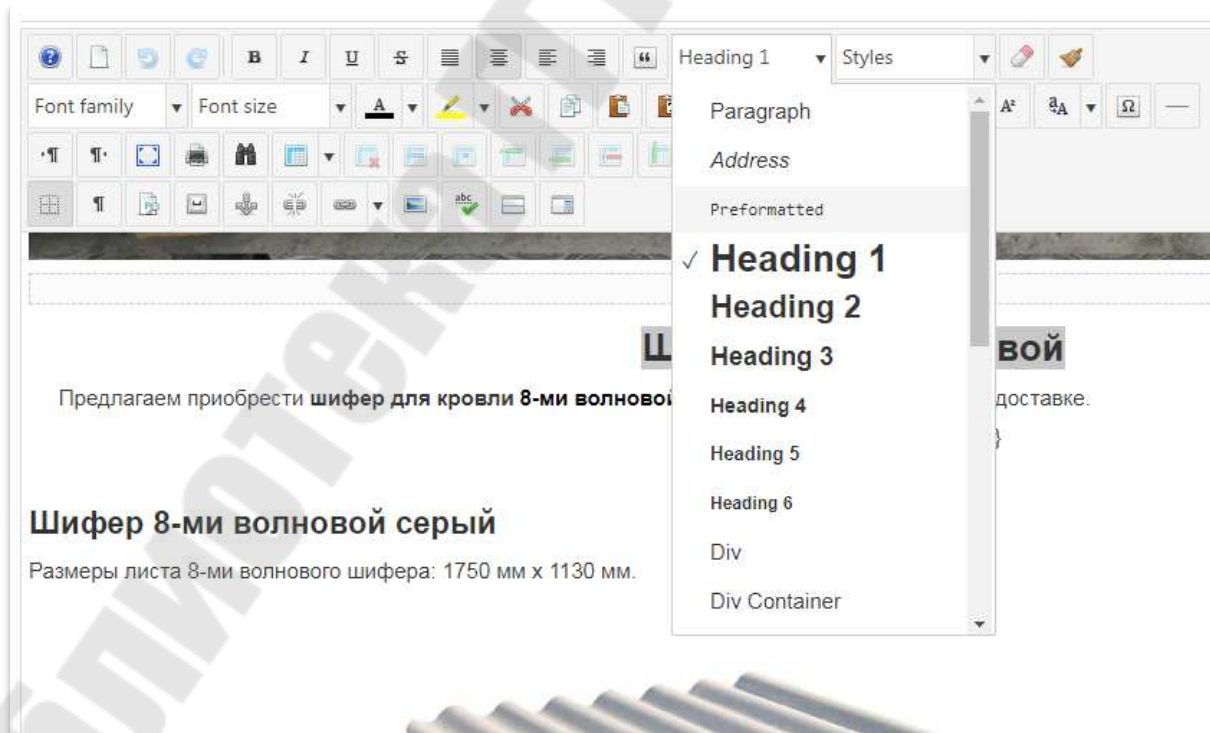 B I U S Heading 1 Styles
Font family Font size A A² Ω
Paragraph
Address
Preformatted
✓ Heading 1
Heading 2
Heading 3
Heading 4
Heading 5
Heading 6
Div
Div Container
Ш вой
Предлагаем приобрести шифер для кровли 8-ми волновой доставке.
}
Шифер 8-ми волновой серый
Размеры листа 8-ми волнового шифера: 1750 мм х 1130 мм.